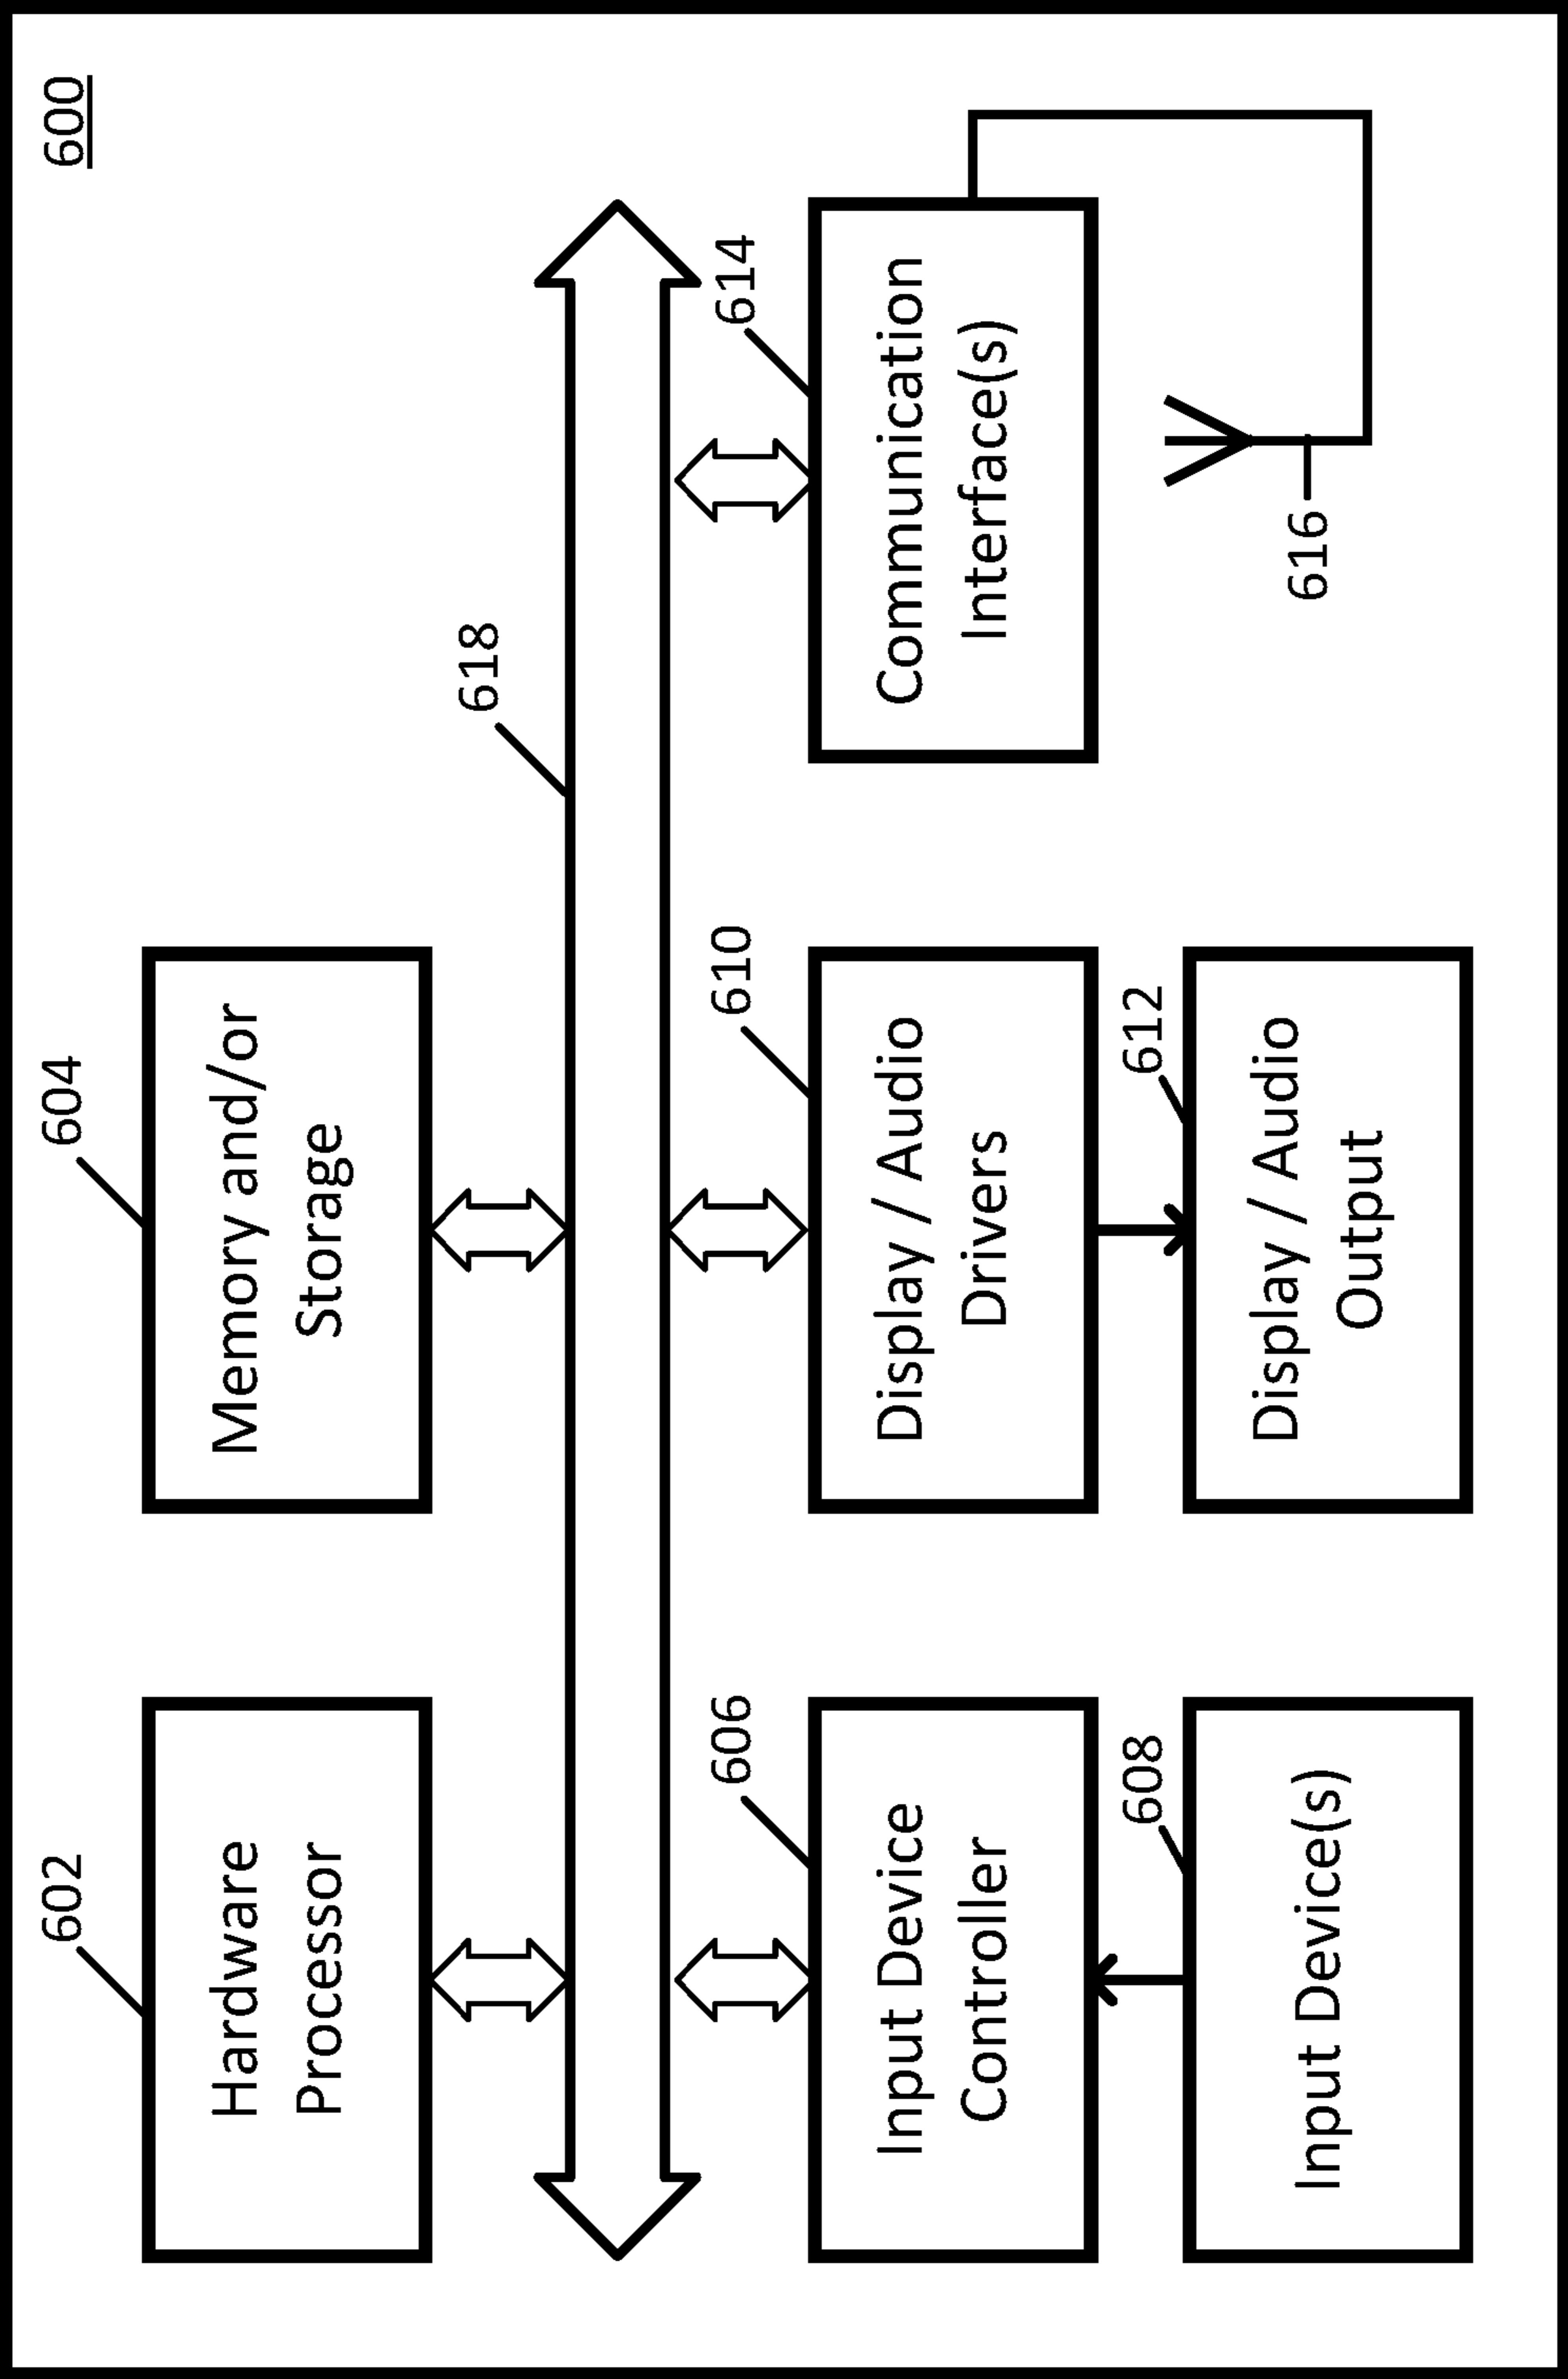 600
602
Hardware
Processor
604
Memory and/or
Storage
618
606
Input Device
Controller
610
Display / Audio
Drivers
614
Communication
Interface(s)
608
Input Device(s)
612
Display / Audio
Output
616